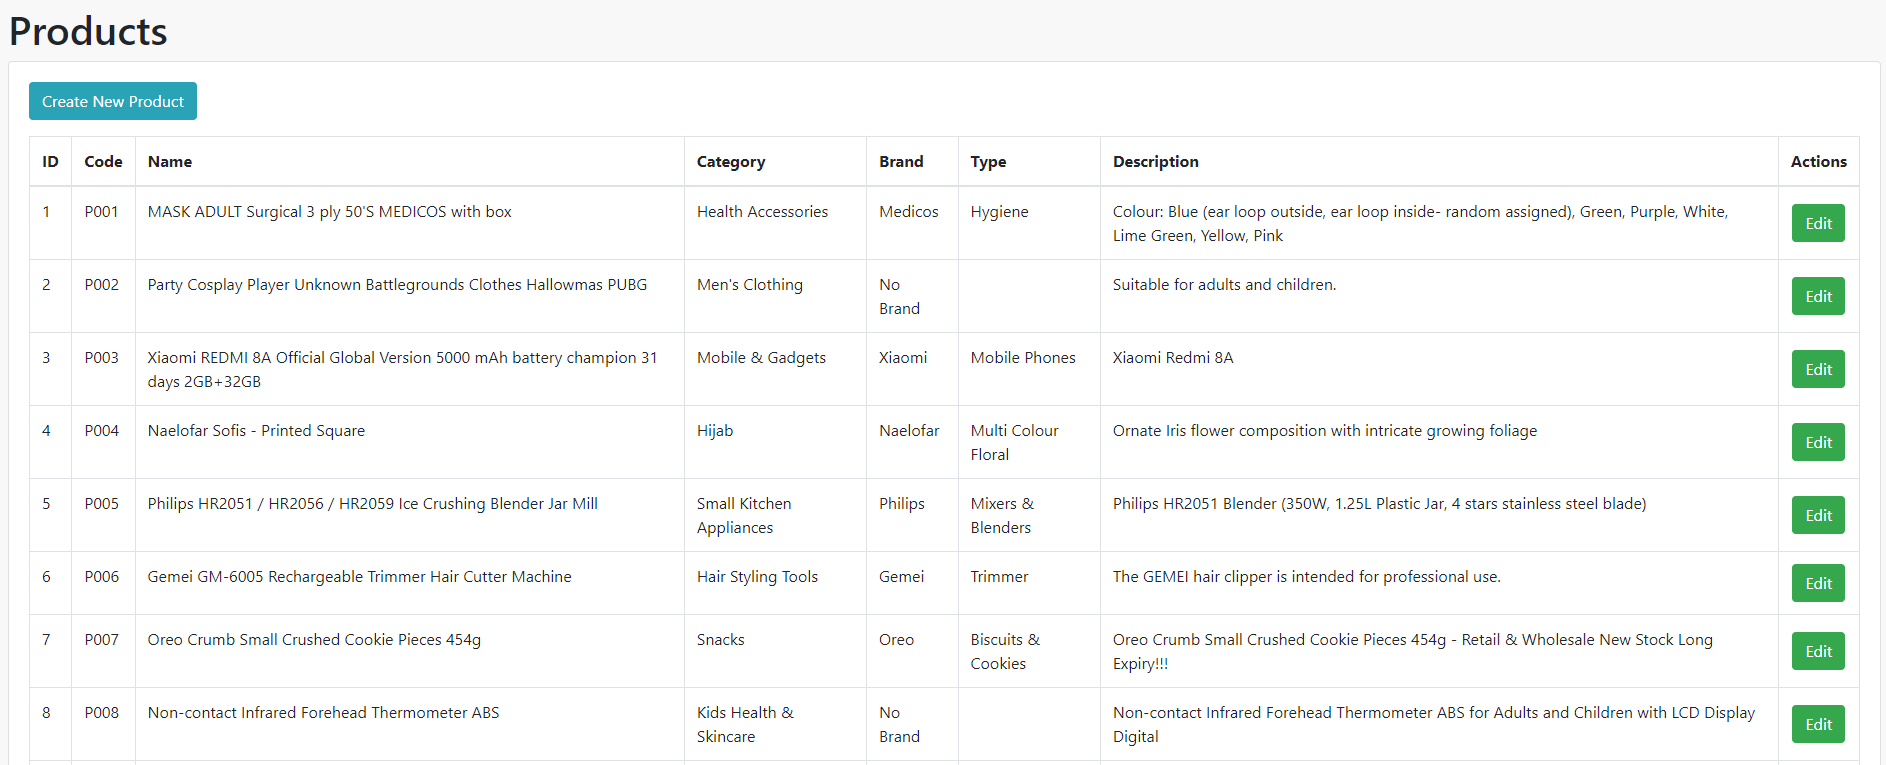 Products
Create New Product
ID Code Name Category Brand Type Description Actions
1 P001 MASK ADULT Surgical 3 ply 50'S MEDICOS with box Health Accessories Medicos Hygiene Colour: Blue (ear loop outside, ear loop inside- random assigned), Green, Purple, White,
Lime Green, Yellow, Pink
Edit
2 P002 Party Cosplay Player Unknown Battlegrounds Clothes Hallowmas PUBG Men's Clothing No Suitable for adults and children.
Brand
Edit
3 P003 Xiaomi REDMI 8A Official Global Version 5000 mAh battery champion 31 Mobile & Gadgets Xiaomi Mobile Phones Xiaomi Redmi 8A
days 2GB+32GB
Edit
4 P004 Naelofar Sofis - Printed Square Hijab Naelofar Multi Colour Ornate Iris flower composition with intricate growing foliage
Floral
Edit
5 P005 Philips HR2051 / HR2056 / HR2059 Ice Crushing Blender Jar Mill Small Kitchen Philips Mixers & Philips HR2051 Blender (350W, 1.25L Plastic Jar, 4 stars stainless steel blade)
Appliances Blenders
Edit
6 P006 Gemei GM-6005 Rechargeable Trimmer Hair Cutter Machine Hair Styling Tools Gemei Trimmer The GEMEI hair clipper is intended for professional use.
Edit
7 P007 Oreo Crumb Small Crushed Cookie Pieces 454g Snacks Oreo Biscuits & Oreo Crumb Small Crushed Cookie Pieces 454g - Retail & Wholesale New Stock Long
Cookies Expiry!!!
Edit
8 P008 Non-contact Infrared Forehead Thermometer ABS Kids Health & No Non-contact Infrared Forehead Thermometer ABS for Adults and Children with LCD Display
Skincare Brand Digital
Edit